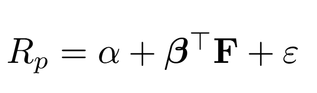 R_p = α + β^⊤F + ε